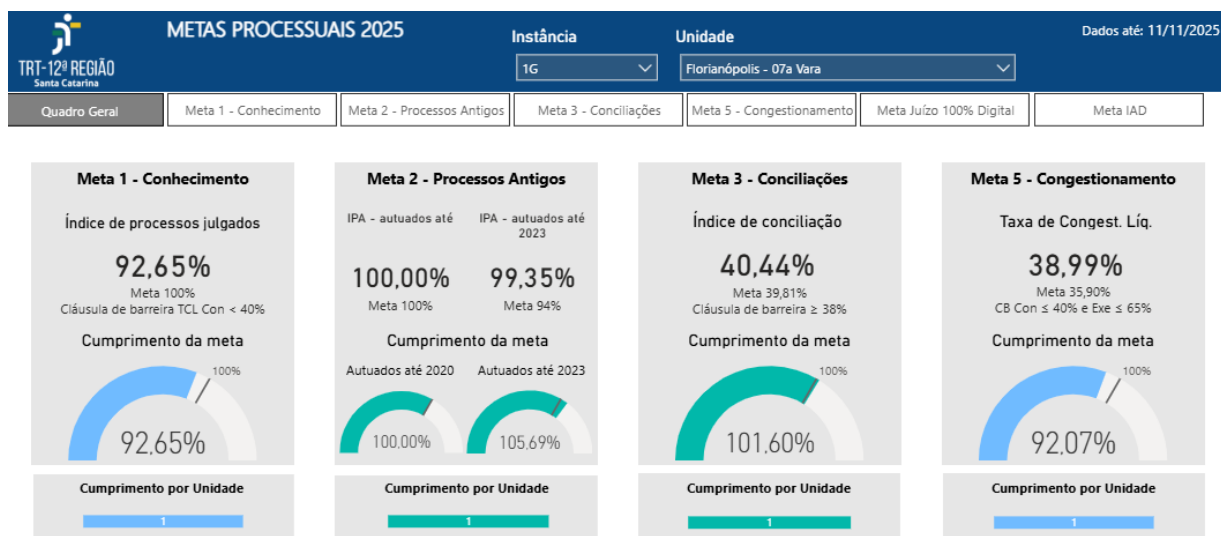 METAS PROCESSUAIS 2025
Instância
Unidade
Dados até: 11/11/2025
TRT-12ª REGIÃO
Santa Catarina
1G
Florianópolis - 07a Vara
Quadro Geral
Meta 1 - Conhecimento
Meta 2 - Processos Antigos
Meta 3 - Conciliações
Meta 5 - Congestionamento
Meta Juízo 100% Digital
Meta IAD
Meta 1 - Conhecimento
Índice de processos julgados
92,65%
Meta 100%
Cláusula de barreira TCL Con < 40%
Cumprimento da meta
100%
92,65%
Cumprimento por Unidade
1
Meta 2 - Processos Antigos
IPA - autuados até
IPA - autuados até
2023
100,00%
99,35%
Meta 100%
Meta 94%
Cumprimento da meta
Autuados até 2020
Autuados até 2023
100,00%
105,69%
Cumprimento por Unidade
1
Meta 3 - Conciliações
Índice de conciliação
40,44%
Meta 39,81%
Cláusula de barreira ≥ 38%
Cumprimento da meta
100%
101,60%
Cumprimento por Unidade
1
Meta 5 - Congestionamento
Taxa de Congest. Líq.
38,99%
Meta 35,90%
CB Con ≤ 40% e Exe ≤ 65%
Cumprimento da meta
100%
92,07%
Cumprimento por Unidade
1